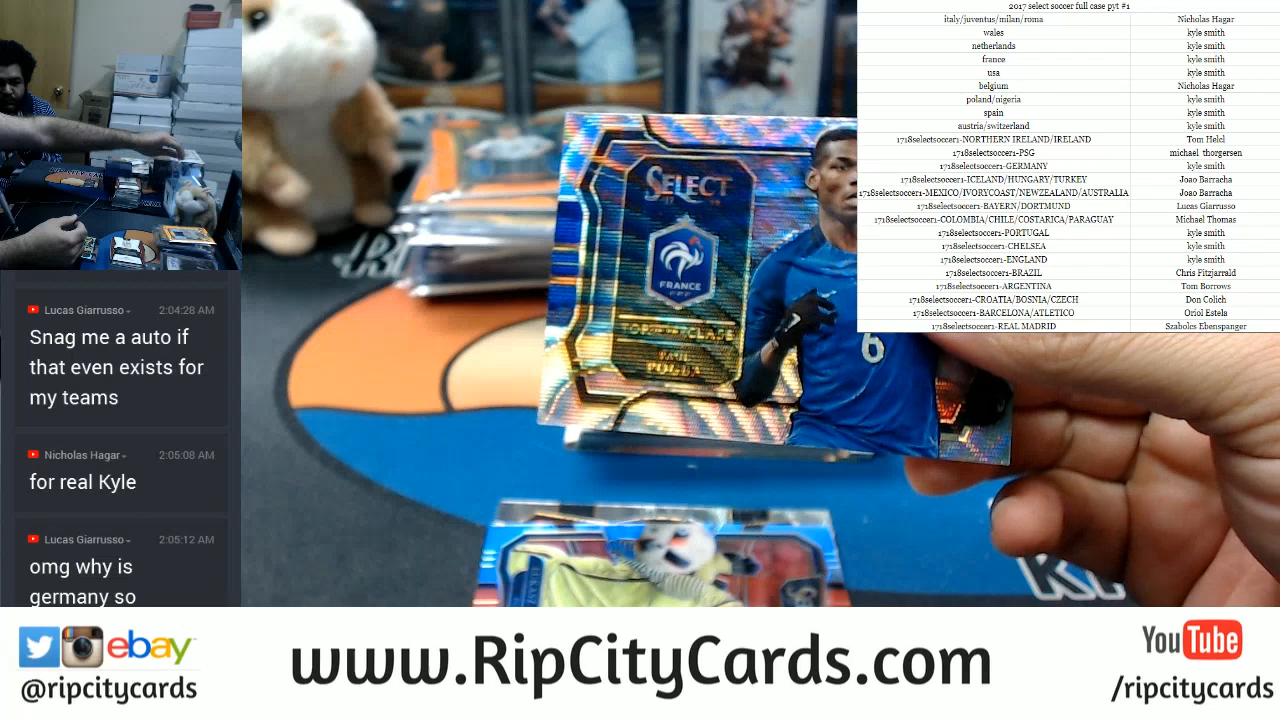 2017 select soccer full case pyt #1
italy/juventus/milan/roma Nicholas Hagar
wales kyle smith
netherlands kyle smith
france kyle smith
usa kyle smith
belgium Nicholas Hagar
poland/nigeria kyle smith
spain kyle smith
austria/switzerland kyle smith
1718selectsoccer1-NORTHERN IRELAND/IRELAND Tom Helcl
1718selectsoccer1-PSG michael thorgersen
1718selectsoccer1-GERMANY kyle smith
1718selectsoccer1-ICELAND/HUNGARY/TURKEY Joao Barracha
1718selectsoccer1-MEXICO/IVORYCOAST/NEWZEALAND/AUSTRALIA Joao Barracha
1718selectsoccer1-BAYERN/DORTMUND Lucas Giarrusso
1718selectsoccer1-COLOMBIA/CHILE/COSTARICA/PARAGUAY Michael Thomas
1718selectsoccer1-PORTUGAL kyle smith
1718selectsoccer1-CHELSEA kyle smith
1718selectsoccer1-ENGLAND kyle smith
1718selectsoccer1-BRAZIL Chris Fitzjarrald
1718selectsoccer1-ARGENTINA Tom Borrows
1718selectsoccer1-CROATIA/BOSNIA/CZECH Don Colich
1718selectsoccer1-BARCELONA/ATLETICO Oriol Estela
1718selectsoccer1-REAL MADRID Szabolcs Ebenspanger
SELECT
FRANCE
FFF
PAUL
POGBA
6
Lucas Giarrusso 2:04:28 AM
Snag me a auto if
that even exists for
my teams
Nicholas Hagar 2:05:08 AM
for real Kyle
Lucas Giarrusso 2:05:12 AM
omg why is
germany so
ebay
@ripcitycards
www.RipCityCards.com
YouTube
/ripcitycards